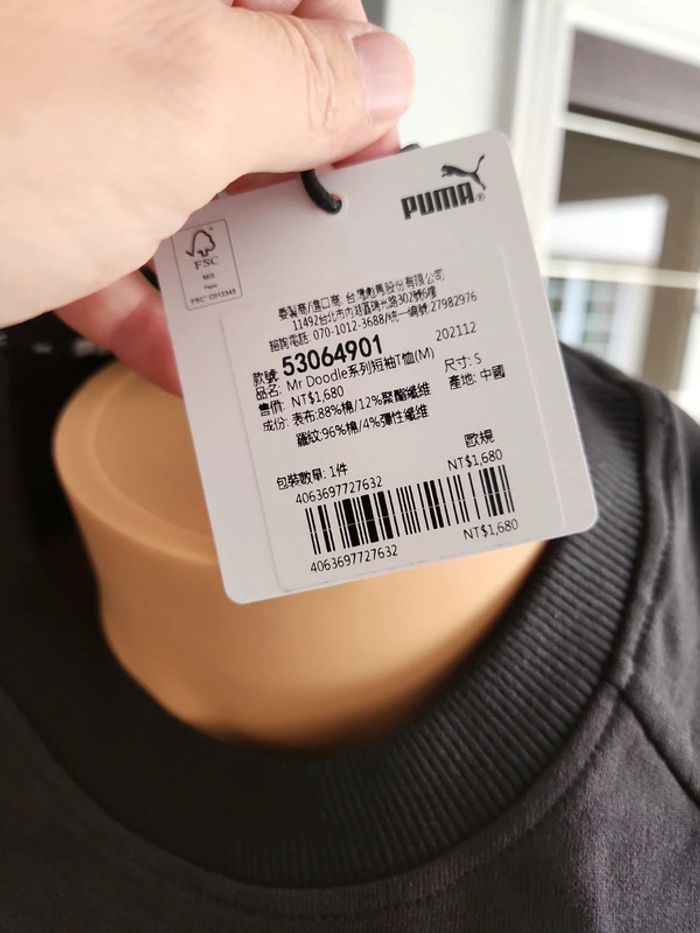 PUMA®
FSC
MIX
Paper
FSC® C013345
委製商/進口商: 台灣彪馬股份有限公司
11492台北市內湖區瑞光路302號6樓
諮詢電話: 070-1012-3688/統一編號:27982976
202112
款號: 53064901
品名: Mr Doodle系列短袖T恤(M)
尺寸: S
售價: NT$1,680
產地: 中國
成份: 表布:88%棉/12%聚酯纖維
羅紋:96%棉/4%彈性纖維
歐規
包裝數量: 1件
NT$1,680
4063697727632
4063697727632
NT$1,680